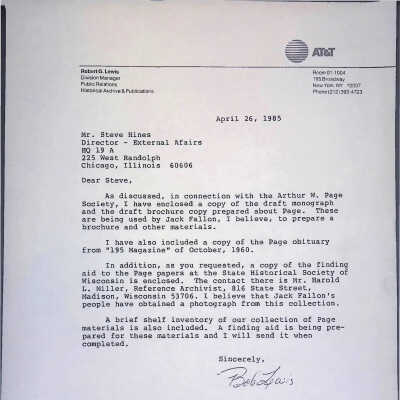 AT&T
Robert G. Lewis
Division Manager
Public Relations
Historical Archive & Publications
Room 01-1004
195 Broadway
New York, NY 10007
Phone (212) 393-4723
April 26, 1985
Mr. Steve Hines
Director - External Afairs
HQ 19 A
225 West Randolph
Chicago, Illinois 60606
Dear Steve,
As discussed, in connection with the Arthur W. Page
Society, I have enclosed a copy of the draft monograph
and the draft brochure copy prepared about Page. These
are being used by Jack Fallon, I believe, to prepare a
brochure and other materials.
I have also included a copy of the Page obituary
from "195 Magazine" of October, 1960.
In addition, as you requested, a copy of the finding
aid to the Page papers at the State Historical Society of
Wisconsin is enclosed. The contact there is Mr. Harold
L. Miller, Reference Archivist, 816 State Street,
Madison, Wisconsin 53706. I believe that Jack Fallon's
people have obtained a photograph from this collection.
A brief shelf inventory of our collection of Page
materials is also included. A finding aid is being pre-
pared for these materials and I will send it when
completed.
Sincerely,
Bob Lewis